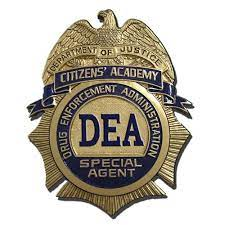 DEPARTMENT OF JUSTICE
CITIZENS' ACADEMY
DRUG ENFORCEMENT ADMINISTRATION
DEA
SPECIAL
AGENT